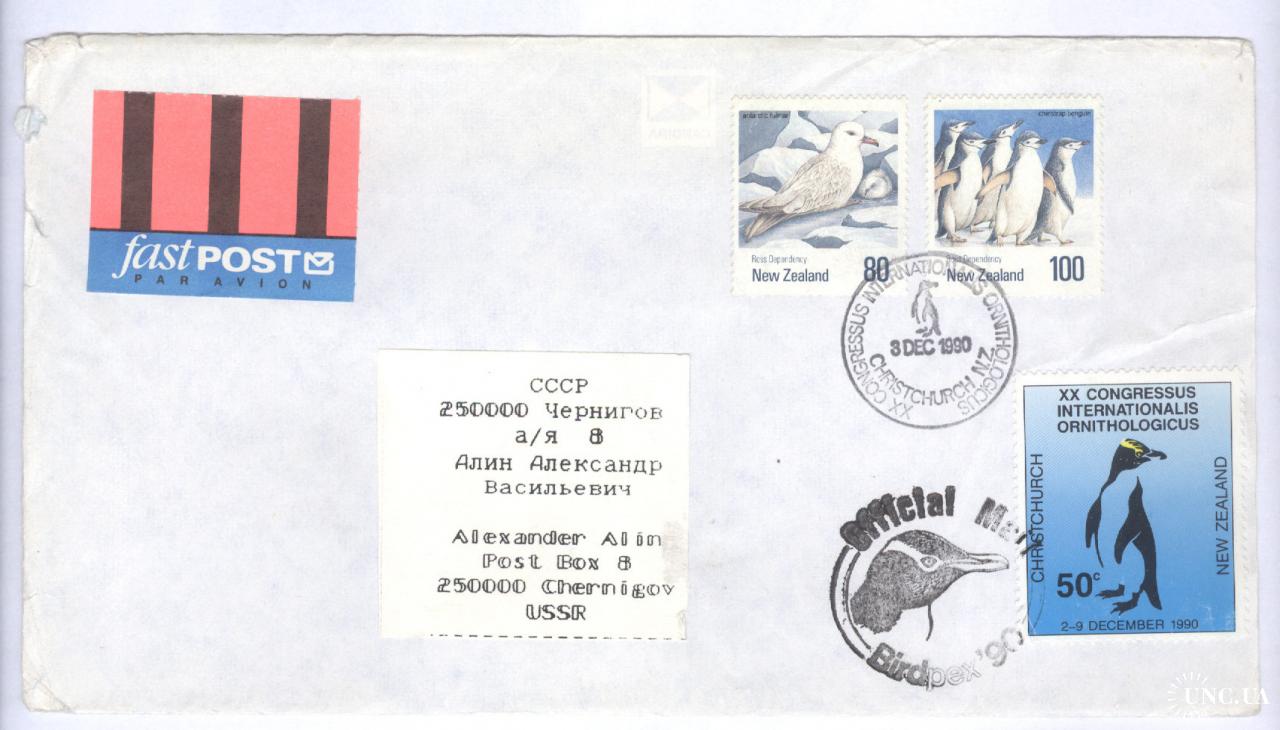 fastPOST
PAR AVION
antarctic fulmar
Ross Dependency
New Zealand
80
chinstrap penguin
Ross Dependency
New Zealand
100
XX CONGRESSUS INTERNATIONALIS ORNITHOLOGICUS
3 DEC 1990
CHRISTCHURCH, N.Z.
СССР
250000 Чернигов
а/я 8
Алин Александр
Васильевич
Alexander Alin
Post Box 8
250000 Chernigov
USSR
XX CONGRESSUS
INTERNATIONALIS
ORNITHOLOGICUS
CHRISTCHURCH
NEW ZEALAND
50c
2-9 DECEMBER 1990
Official
Birdpex '90
UNC.UA